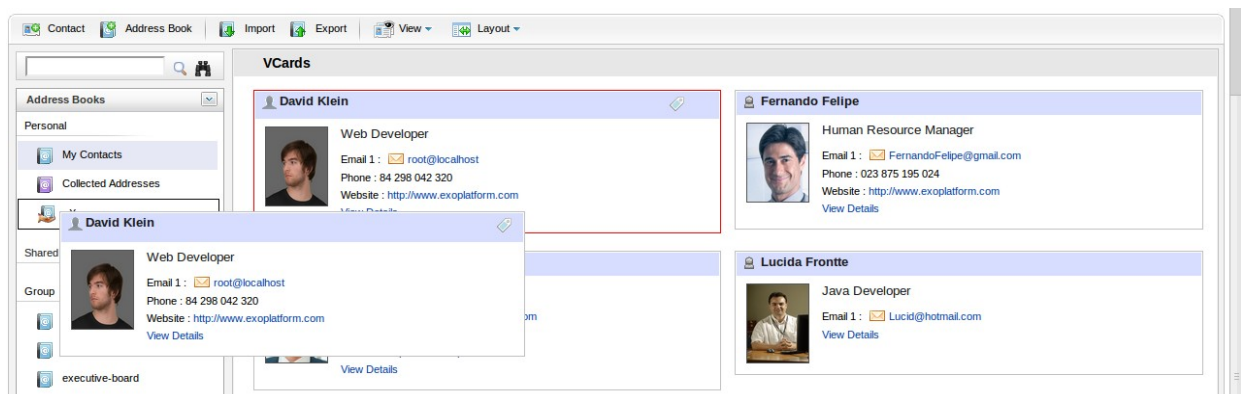 Contact Address Book Import Export View Layout
VCards
Address Books
Personal
My Contacts
Collected Addresses
Shared
Group
executive-board
David Klein
Web Developer
Email 1 : root@localhost
Phone : 84 298 042 320
Website : http://www.exoplatform.com
View Details
Fernando Felipe
Human Resource Manager
Email 1 : FernandoFelipe@gmail.com
Phone : 023 875 195 024
Website : http://www.exoplatform.com
View Details
David Klein
Web Developer
Email 1 : root@localhost
Phone : 84 298 042 320
Website : http://www.exoplatform.com
View Details
om
View Details
Lucida Frontte
Java Developer
Email 1 : Lucid@hotmail.com
View Details